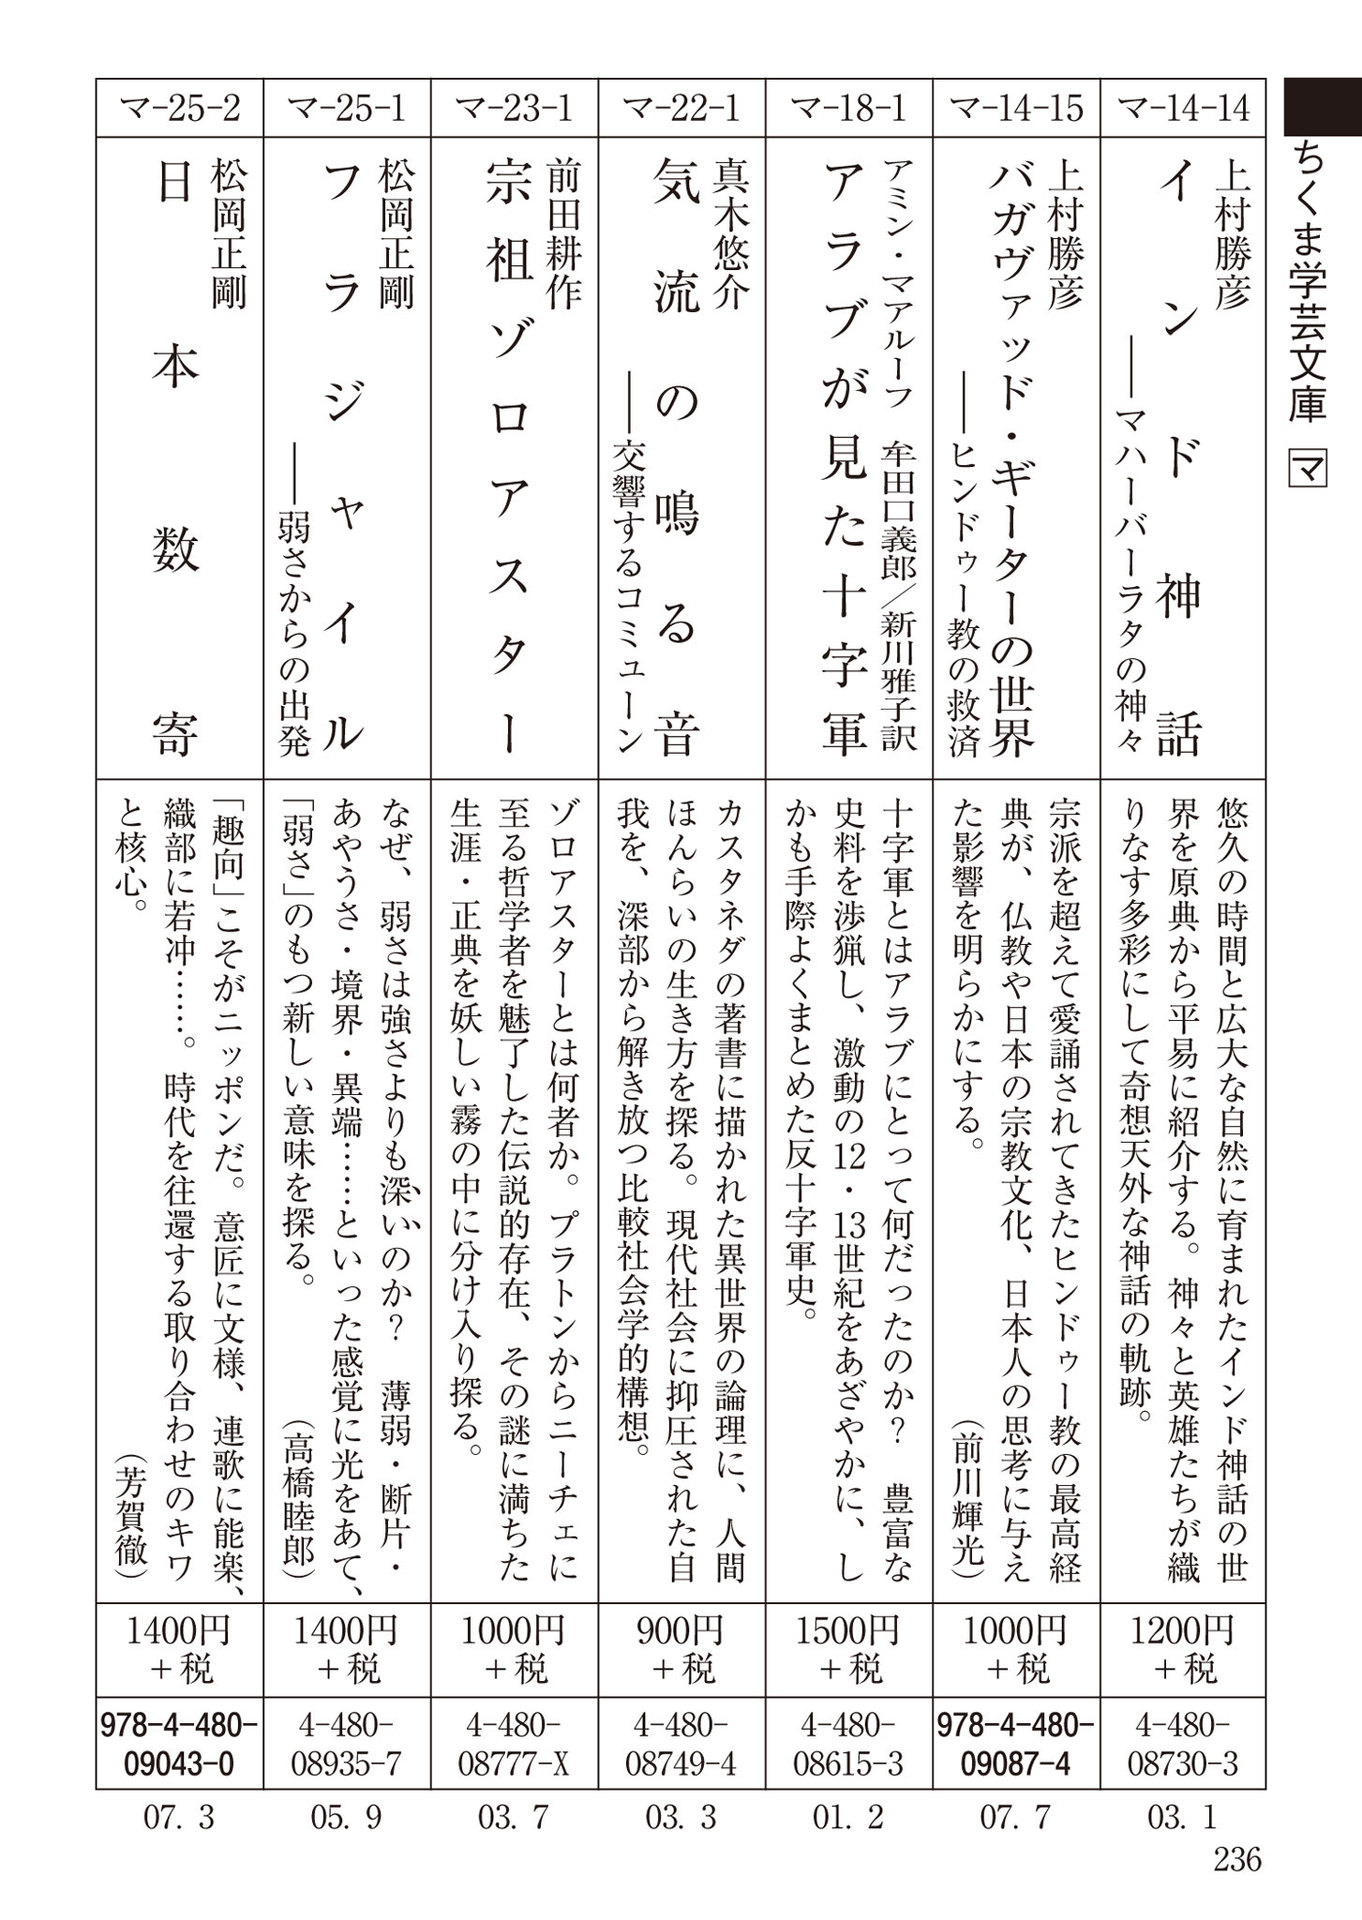 ちくま学芸文庫 マ
マ-14-14
上村勝彦
インド神話
――マハーバーラタの神々
悠久の時間と広大な自然に育まれたインド神話の世
界を原典から平易に紹介する。神々と英雄たちが織
りなす多彩にして奇想天外な神話の軌跡。
1200円
+税
4-480-
08730-3
03. 1
マ-14-15
上村勝彦
バガヴァッド・ギーターの世界
――ヒンドゥー教の救済
宗派を超えて愛誦されてきたヒンドゥー教の最高経
典が、仏教や日本の宗教文化、日本人の思考に与え
た影響を明らかにする。（前川輝光）
1000円
+税
978-4-480-
09087-4
07. 7
マ-18-1
アミン・マアルーフ　牟田口義郎／新川雅子訳
アラブが見た十字軍
十字軍とはアラブにとって何だったのか？　豊富な
史料を渉猟し、激動の12・13世紀をあざやかに、し
かも手際よくまとめた反十字軍史。
1500円
+税
4-480-
08615-3
01. 2
マ-22-1
真木悠介
気流の鳴る音
――交響するコミューン
カスタネダの著書に描かれた異世界の論理に、人間
ほんらいの生き方を探る。現代社会に抑圧された自
我を、深部から解き放つ比較社会学的構想。
900円
+税
4-480-
08749-4
03. 3
マ-23-1
前田耕作
宗祖ゾロアスター
ゾロアスターとは何者か。プラトンからニーチェに
至る哲学者を魅了した伝説的存在、その謎に満ちた
生涯・正典を妖しい霧の中に分け入り探る。
1000円
+税
4-480-
08777-X
03. 7
マ-25-1
松岡正剛
フラジャイル
――弱さからの出発
なぜ、弱さは強さよりも深いのか？　薄弱・断片・
あやうさ・境界・異端……といった感覚に光をあて、
「弱さ」のもつ新しい意味を探る。（高橋睦郎）
1400円
+税
4-480-
08935-7
05. 9
マ-25-2
松岡正剛
日本数寄
「趣向」こそがニッポンだ。意匠に文様、連歌に能楽、
織部に若冲……。時代を往還する取り合わせのキワ
と核心。（芳賀徹）
1400円
+税
978-4-480-
09043-0
07. 3
236